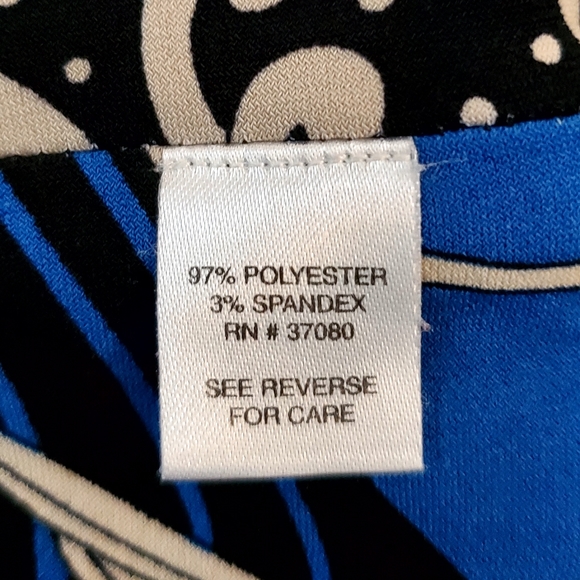 97% POLYESTER
3% SPANDEX
RN # 37080
SEE REVERSE
FOR CARE